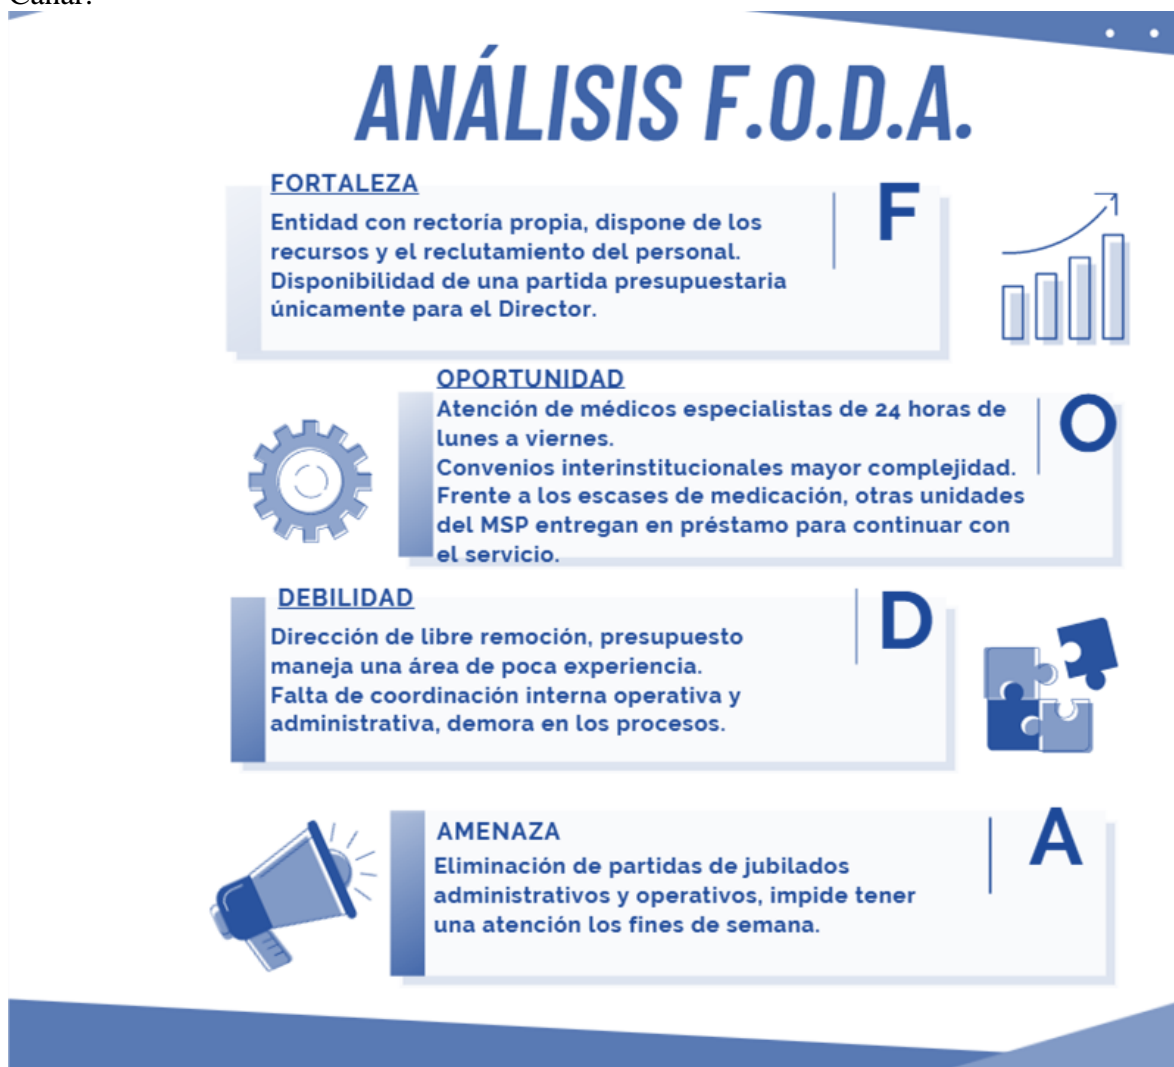 Cañar.
ANÁLISIS F.O.D.A.
FORTALEZA
F
Entidad con rectoría propia, dispone de los
recursos y el reclutamiento del personal.
Disponibilidad de una partida presupuestaria
únicamente para el Director.
OPORTUNIDAD
O
Atención de médicos especialistas de 24 horas de
lunes a viernes.
Convenios interinstitucionales mayor complejidad.
Frente a los escases de medicación, otras unidades
del MSP entregan en préstamo para continuar con
el servicio.
DEBILIDAD
D
Dirección de libre remoción, presupuesto
maneja una área de poca experiencia.
Falta de coordinación interna operativa y
administrativa, demora en los procesos.
AMENAZA
A
Eliminación de partidas de jubilados
administrativos y operativos, impide tener
una atención los fines de semana.